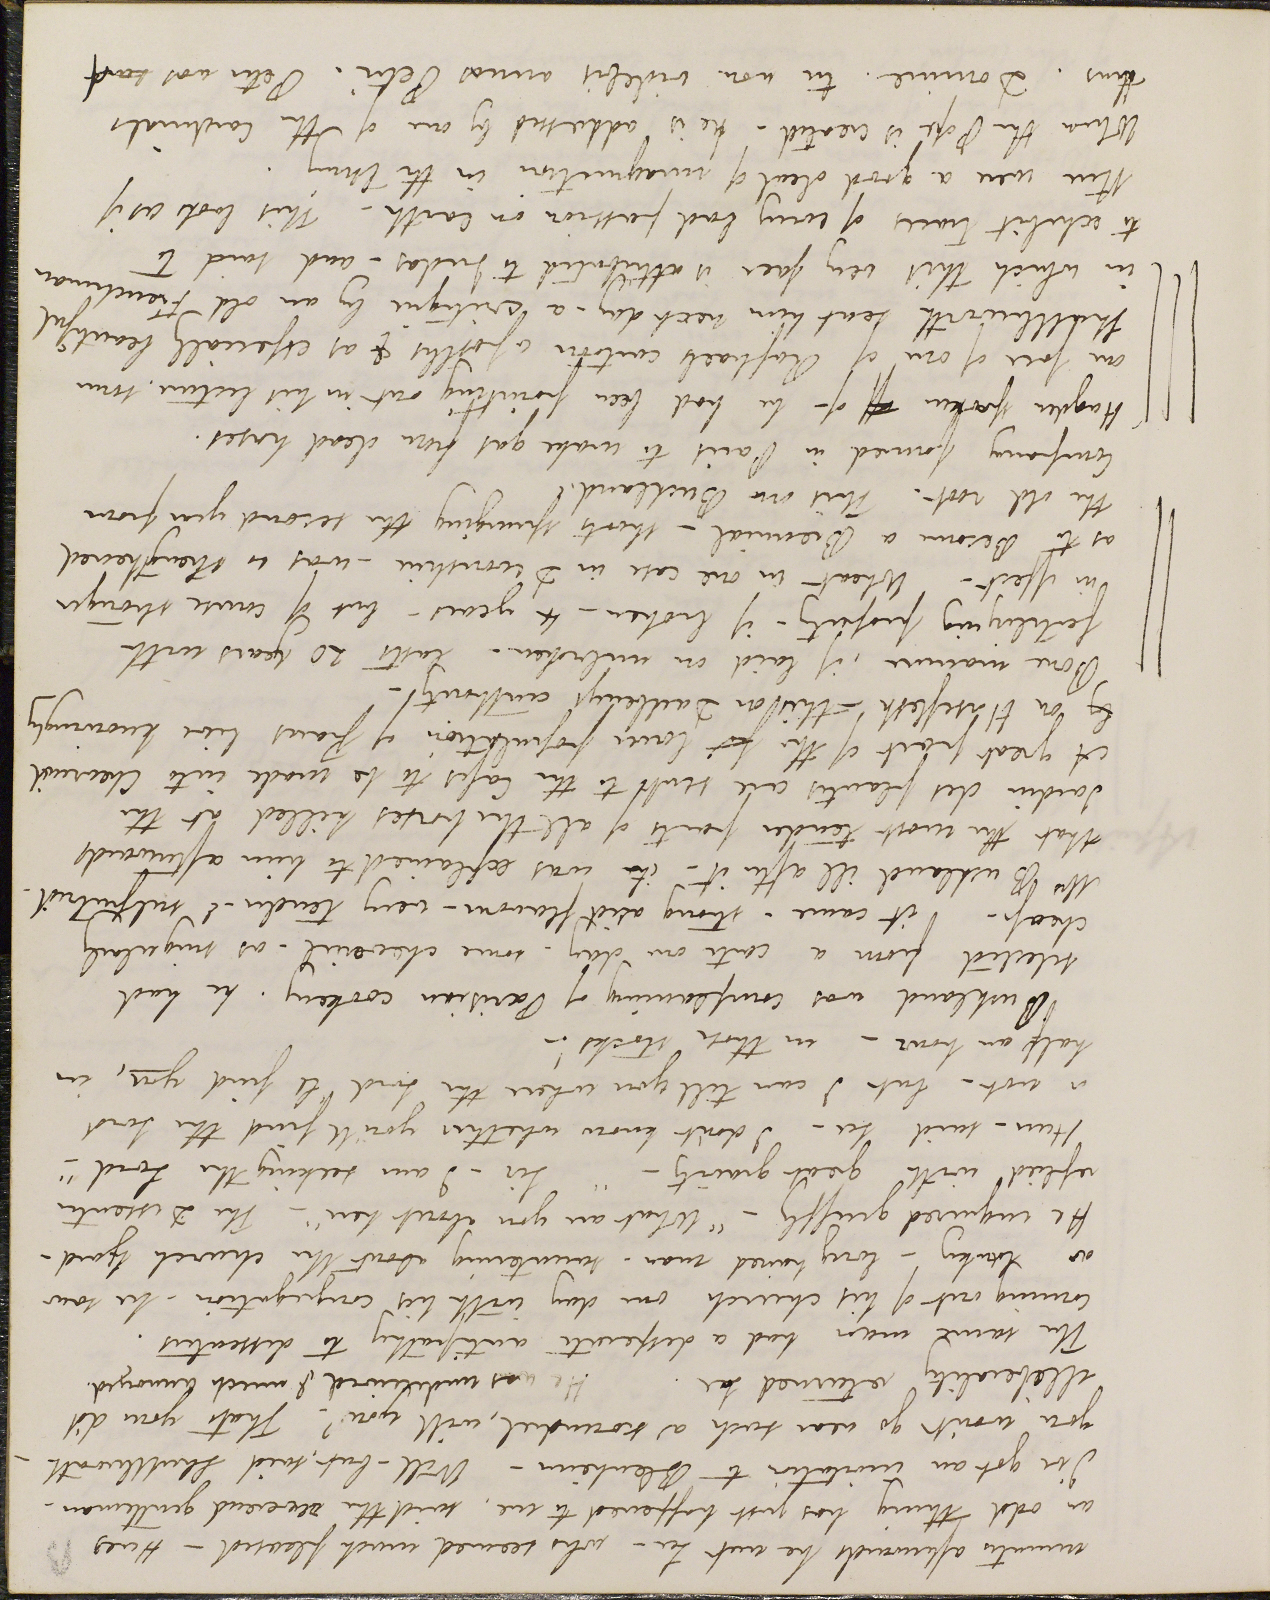 minutes afterwards he met Lee - who seemed much pleased - Heres
an odd thing has just happened to me, said the reverend gentleman -
I've got an invitation to Blenheim - Well - but, said Shuttlworth -
you won't go near such a scoundrel, will you? - Thats your d'd
illiberality returned Lee. He was undeceived & much annoyed.
The same man had a desperate antipathy to dissenters.
Coming out of his church one day with his congregation - he saw
a lanky - long haired man - sauntering about the church yard -
He inquired gruffly - "What are you about here" - The Dissenter
replied with great gravity - " Sir - I am seeking the Lord" -
Hum - said Lee - I don't know whether you'll find the Lord
or not - but I can tell you where the Lord 'll find you, in
half an hour - in those stocks! -
Buckland was complaining of Parisian cookery. he had
selected from a carte one day - some chevreuil - as singularly
cheap - it came - strong acid flavour - very tender - & subputrid -
Mrs Buckland ill after it - it was explained to him afterwards
that the most tender parts of all the horses killed at the
Jardin des plantes are sent to the Cafes to be made into Chevreuil
A great part of the lower population of Paris live knowingly
on Horseflesh - this on Daubenys authority -
Bone manure, if laid on unbroken - lasts 20 years with
fertilizing property - if broken - 4 years - but of course stronger
in effect - Wheat in one case in Devonshire - was so strengthened
as to Become a Biennial - shoots springing the second year from
the old root. This on Buckland.
Company formed in Paris to make gas from dead horses.
Haydon spoken off of - he had been pointing out in his lecture, some
one face of one of Raphaels cartoon apostles & as especially beautiful
Shuttleworth sent him next day - a critique by an old Frenchman
in which this very face is attributed to Judas - and said to
to exhibit traces of every bad passion on earth - This looks as if
there were a good deal of imagination in the thing.
When the Pope is created - he is addressed by one of the Cardinals
thus. Domine. tu non videbis annos Petri. Peter was said